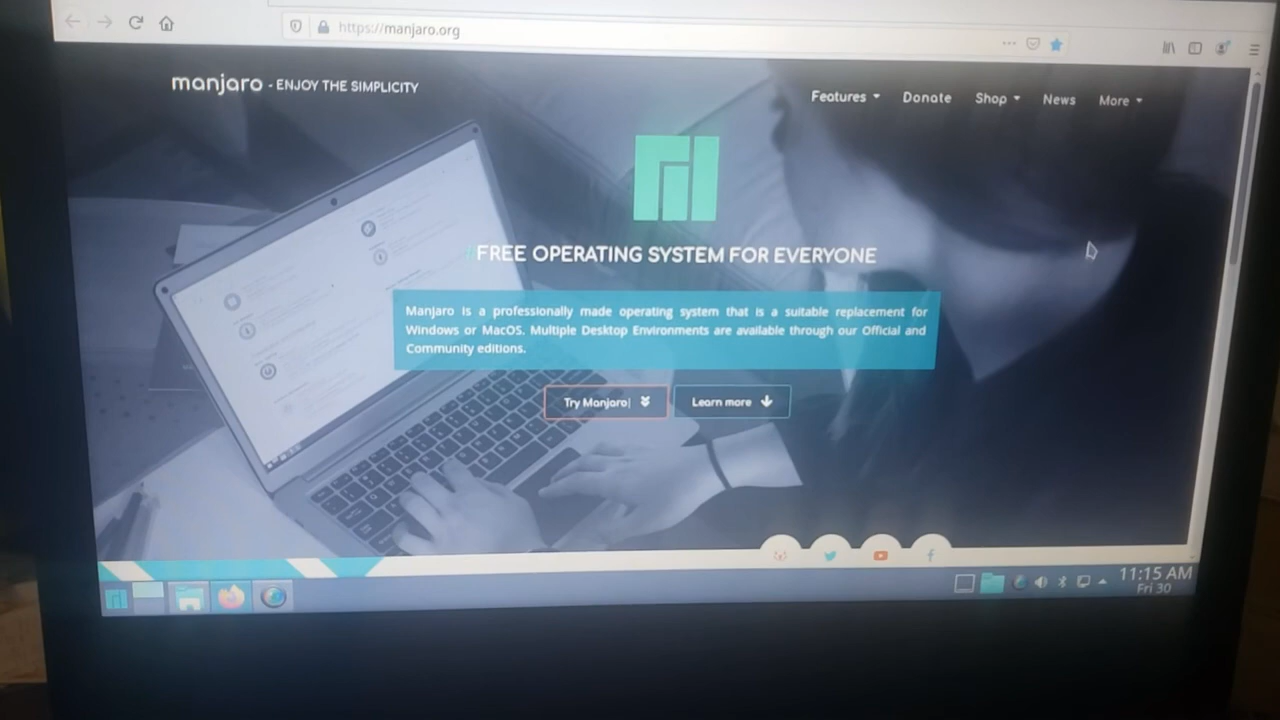 https://manjaro.org
manjaro - ENJOY THE SIMPLICITY
Features Donate Shop News More
#FREE OPERATING SYSTEM FOR EVERYONE
Manjaro is a professionally made operating system that is a suitable replacement for
Windows or MacOS. Multiple Desktop Environments are available through our Official and
Community editions.
Try Manjaro| Learn more
11:15 AM
Fri 30